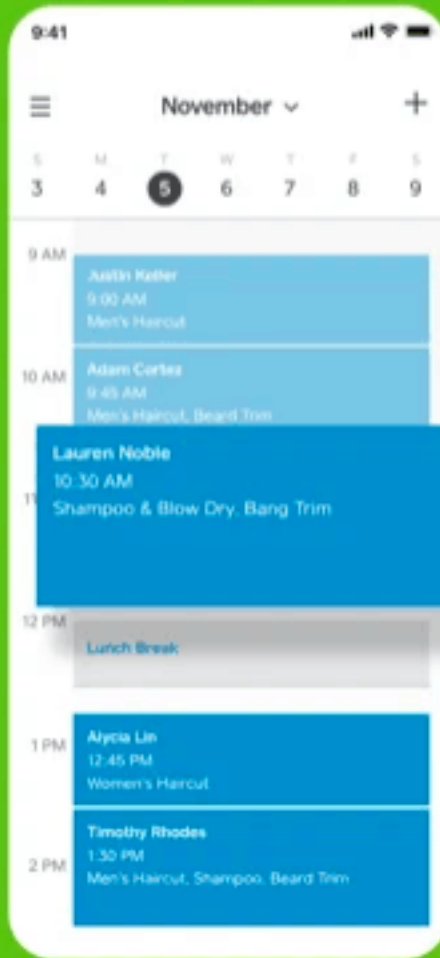 9:41
November
S M T W T F S
3 4 5 6 7 8 9
9 AM
Justin Keller
9:00 AM
Men's Haircut
10 AM
Adam Cortez
9:45 AM
Men's Haircut, Beard Trim
Lauren Noble
10:30 AM
11
Shampoo & Blow Dry, Bang Trim
12 PM
Lunch Break
1 PM
Alycia Lin
12:45 PM
Women's Haircut
Timothy Rhodes
1:30 PM
2 PM
Men's Haircut, Shampoo, Beard Trim